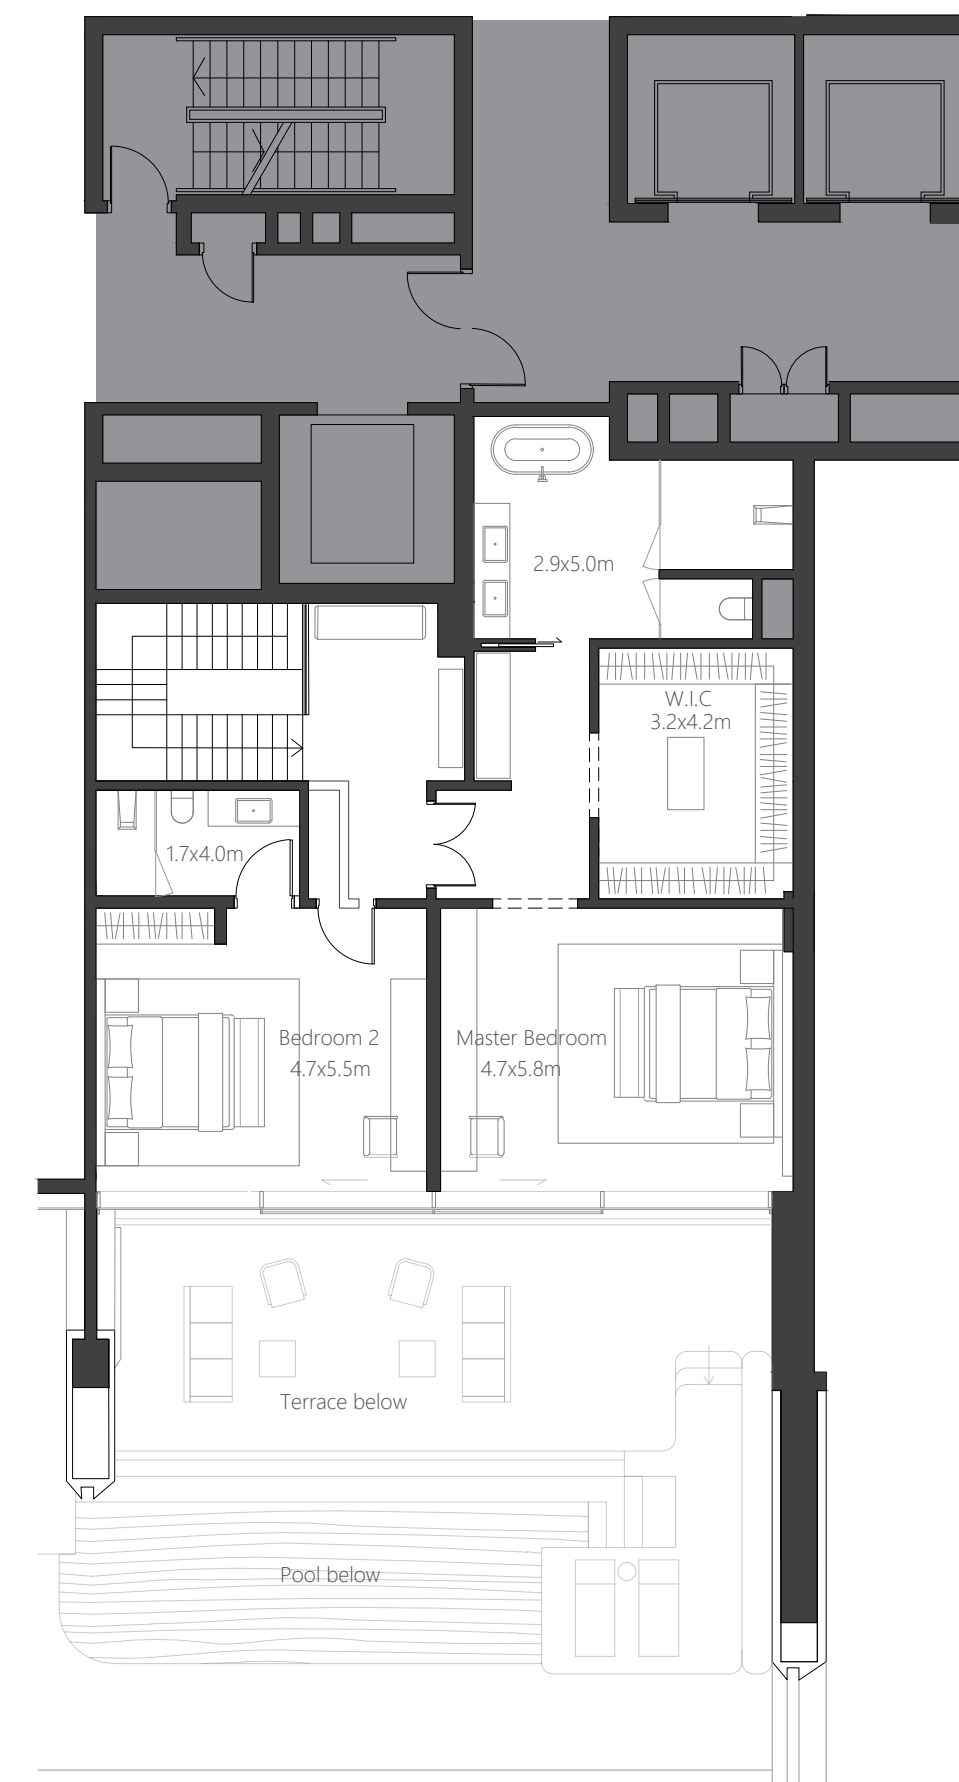 2.9x5.0m
W.I.C
3.2x4.2m
1.7x4.0m
Bedroom 2
4.7x5.5m
Master Bedroom
4.7x5.8m
Terrace below
Pool below